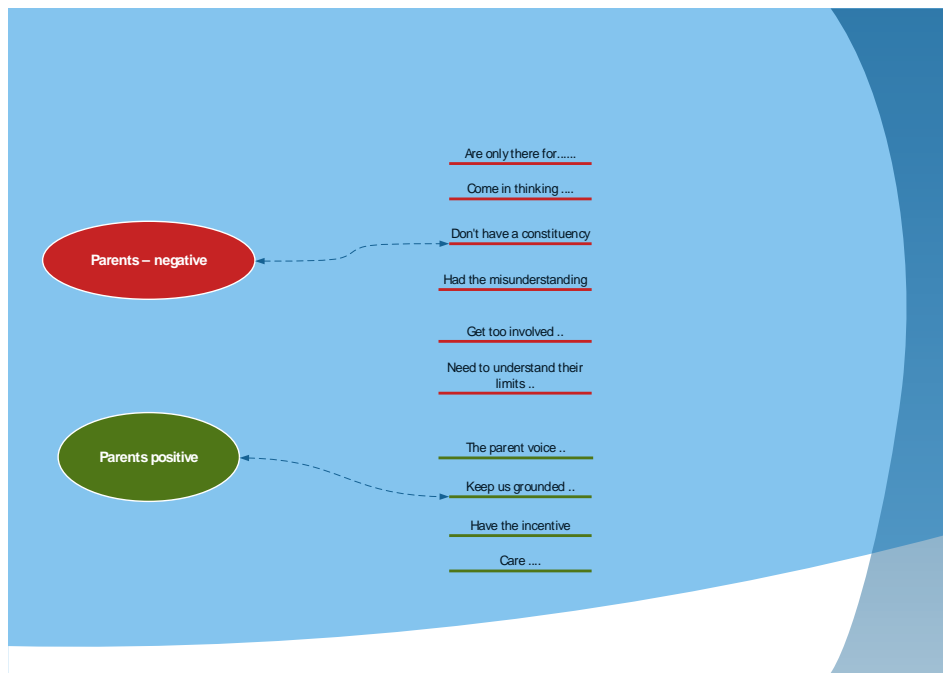 Are only there for......
Come in thinking ....
Don't have a constituency
Parents – negative
Had the misunderstanding
Get too involved ..
Need to understand their
limits ..
The parent voice ..
Parents positive
Keep us grounded ..
Have the incentive
Care ....